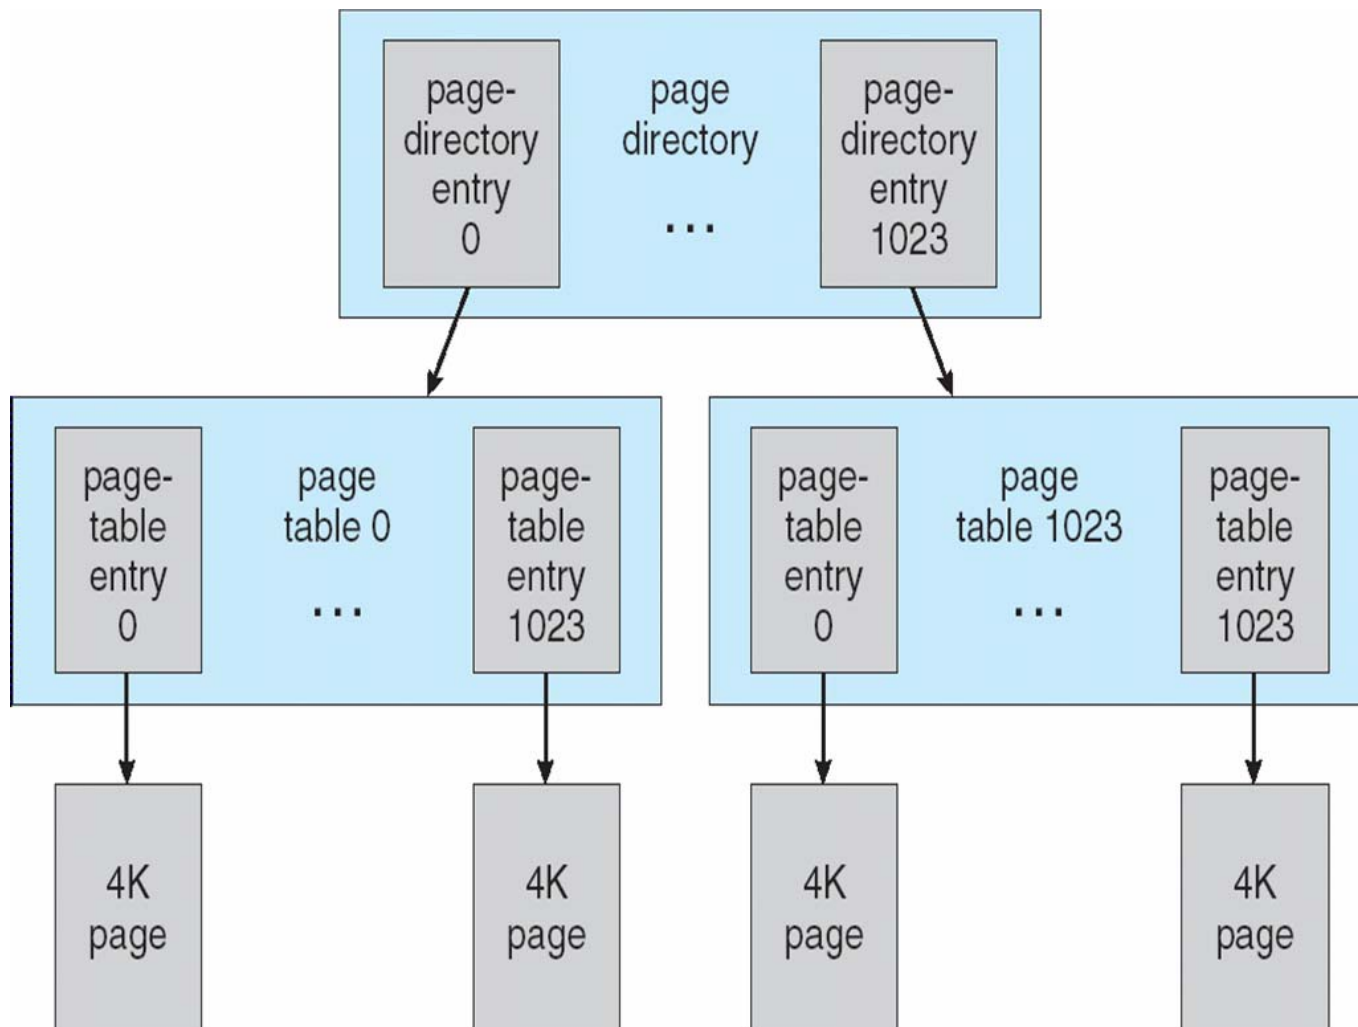 page-
directory
entry
0
page
directory
...
page-
directory
entry
1023
page-
table
entry
0
page
table 0
...
page-
table
entry
1023
page-
table
entry
0
page
table 1023
...
page-
table
entry
1023
4K
page
4K
page
4K
page
4K
page